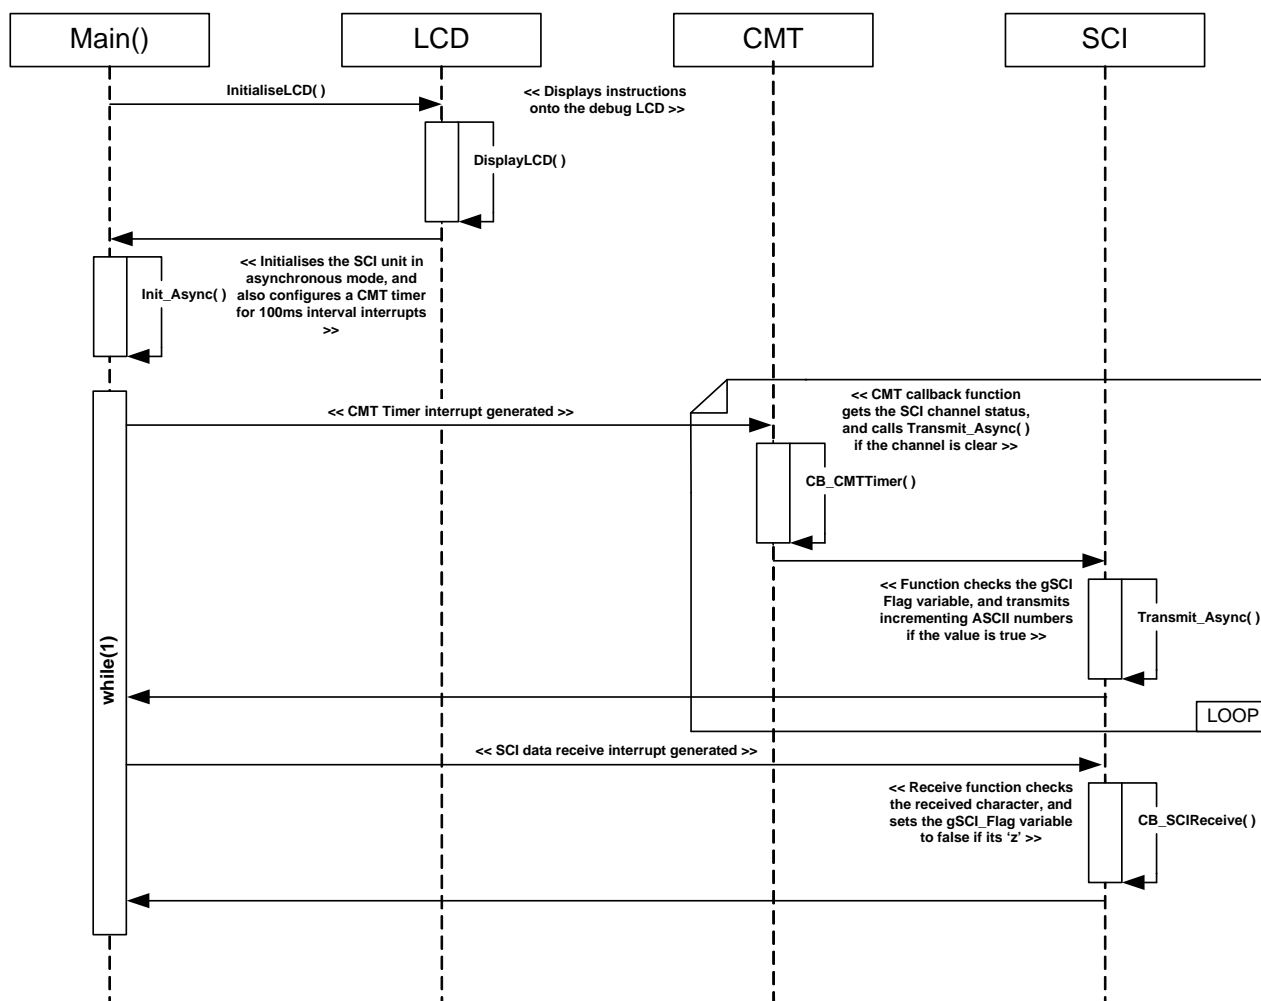 Main()
LCD
CMT
SCI
InitialiseLCD( )
<< Displays instructions
onto the debug LCD >>
DisplayLCD( )
<< Initialises the SCI unit in
asynchronous mode, and
also configures a CMT timer
for 100ms interval interrupts
>>
Init_Async( )
<< CMT Timer interrupt generated >>
<< CMT callback function
gets the SCI channel status,
and calls Transmit_Async( )
if the channel is clear >>
CB_CMTTimer( )
<< Function checks the gSCI
Flag variable, and transmits
incrementing ASCII numbers
if the value is true >>
Transmit_Async( )
while(1)
LOOP
<< SCI data receive interrupt generated >>
<< Receive function checks
the received character, and
sets the gSCI_Flag variable
to false if its ‘z’ >>
CB_SCIReceive( )